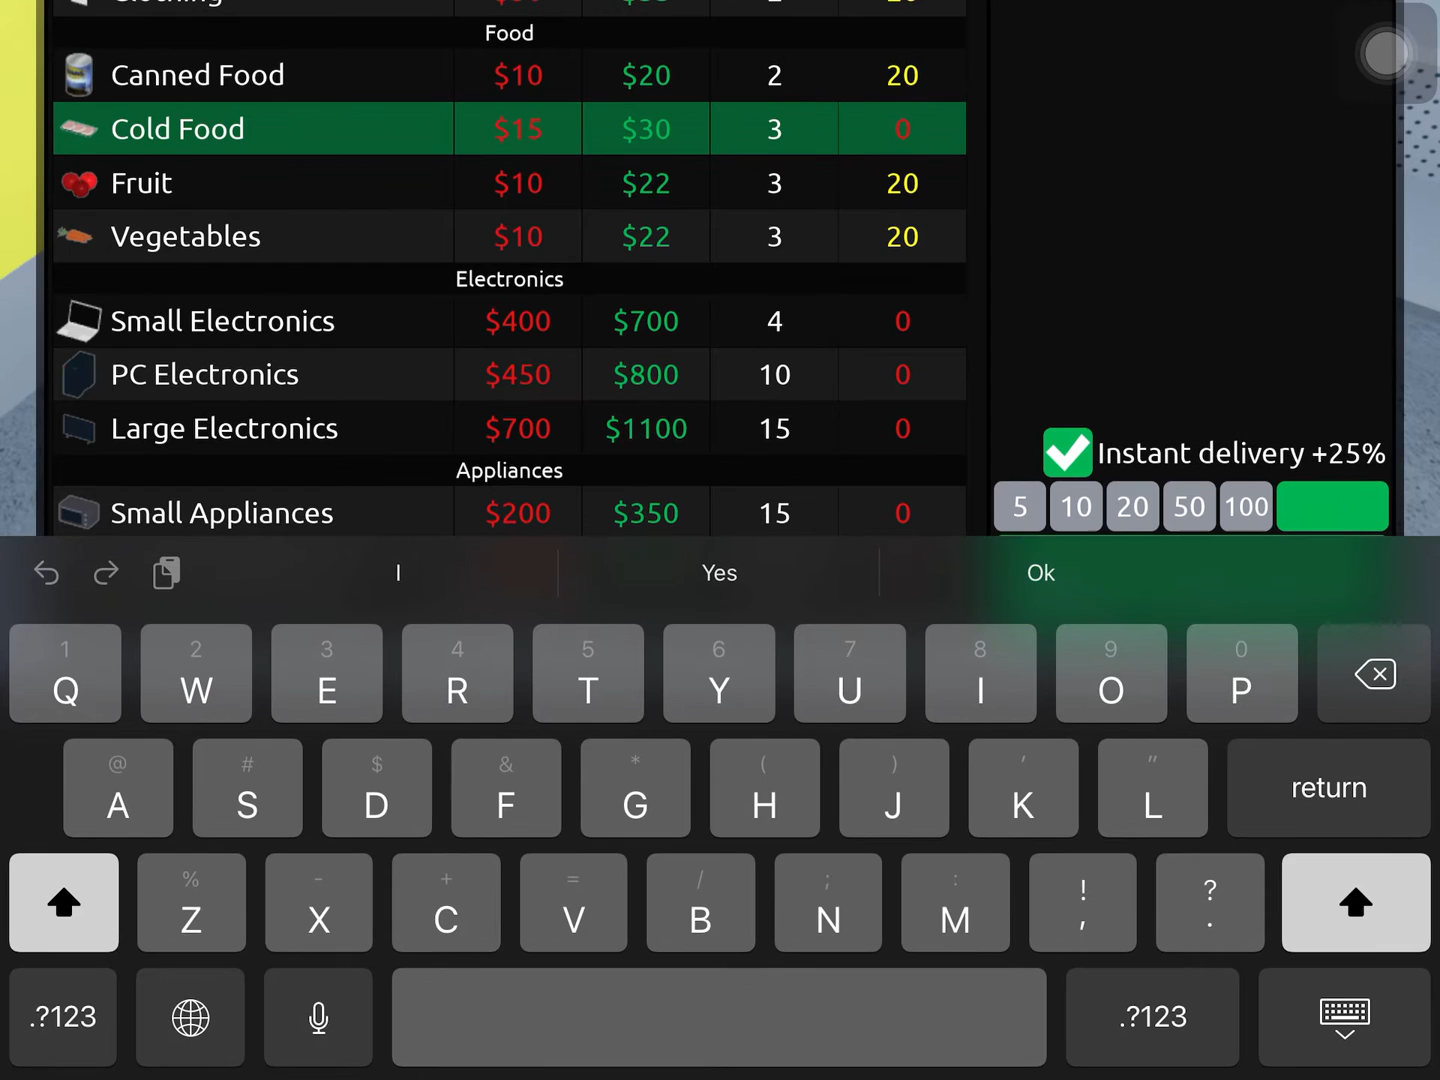 Clothing
Food
Canned Food $10 $20 2 20
Cold Food $15 $30 3 0
Fruit $10 $22 3 20
Vegetables $10 $22 3 20
Electronics
Small Electronics $400 $700 4 0
PC Electronics $450 $800 10 0
Large Electronics $700 $1100 15 0
Appliances
Small Appliances $200 $350 15 0
Instant delivery +25%
5 10 20 50 100
I Yes Ok
1 2 3 4 5 6 7 8 9 0
Q W E R T Y U I O P
@ # $ & * ( ) ' "
A S D F G H J K L return
% - + = / ; : ! ?
Z X C V B N M , .
.?123 .?123